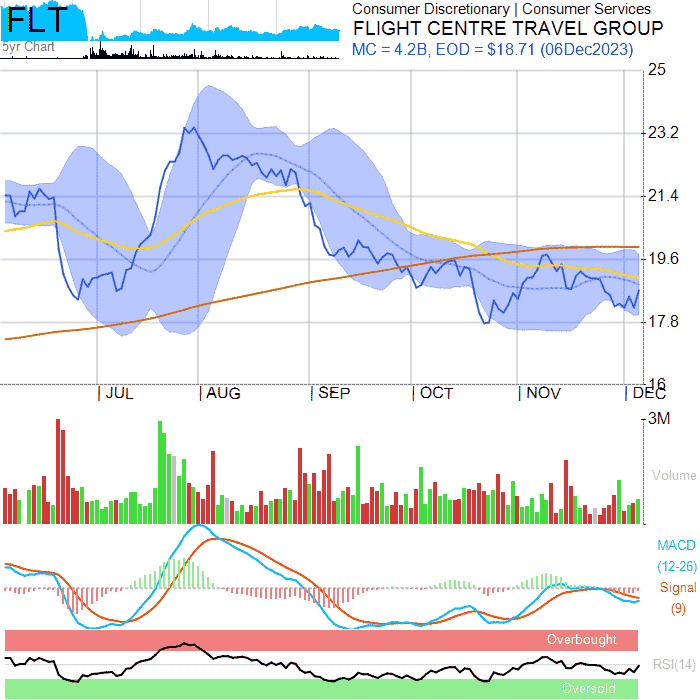 FLT
5yr Chart
Consumer Discretionary | Consumer Services
FLIGHT CENTRE TRAVEL GROUP
MC = 4.2B, EOD = $18.71 (06Dec2023)
25
23.2
21.4
19.6
17.8
16
JUL
AUG
SEP
OCT
NOV
DEC
3M
Volume
MACD
(12-26)
Signal
(9)
Overbought
RSI(14)
Oversold